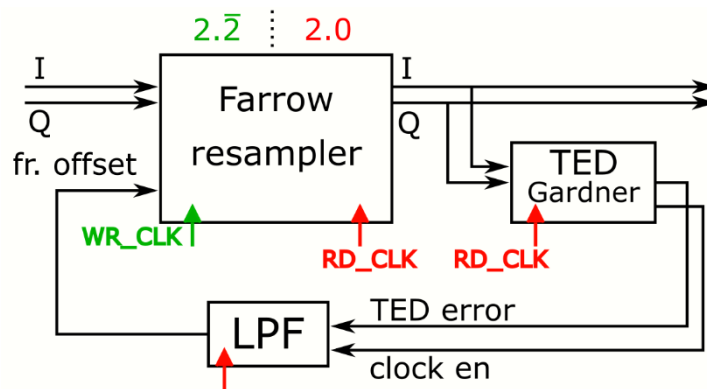 2.2̅ 2.0
I
I
Farrow
Q
Q
resampler
TED
fr. offset
Gardner
WR_CLK
RD_CLK
RD_CLK
TED error
LPF
clock en